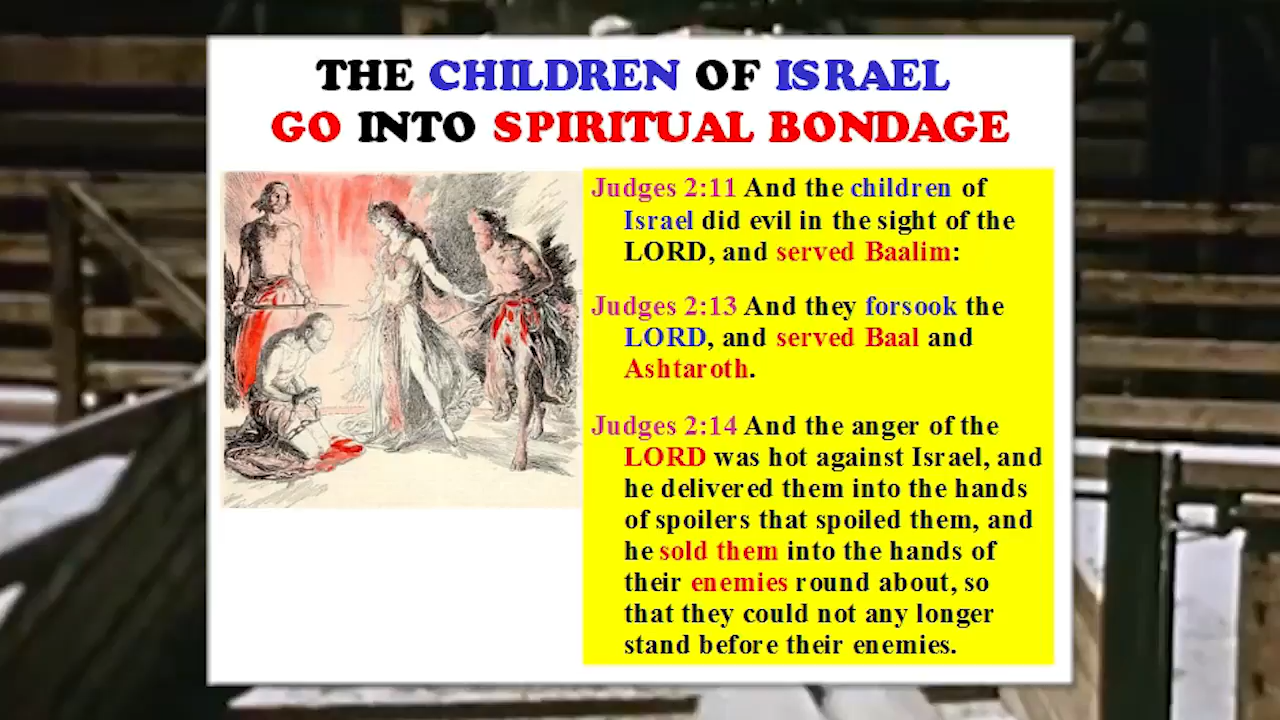 THE CHILDREN OF ISRAEL
GO INTO SPIRITUAL BONDAGE
Judges 2:11 And the children of
Israel did evil in the sight of the
LORD, and served Baalim:
Judges 2:13 And they forsook the
LORD, and served Baal and
Ashtaroth.
Judges 2:14 And the anger of the
LORD was hot against Israel, and
he delivered them into the hands
of spoilers that spoiled them, and
he sold them into the hands of
their enemies round about, so
that they could not any longer
stand before their enemies.